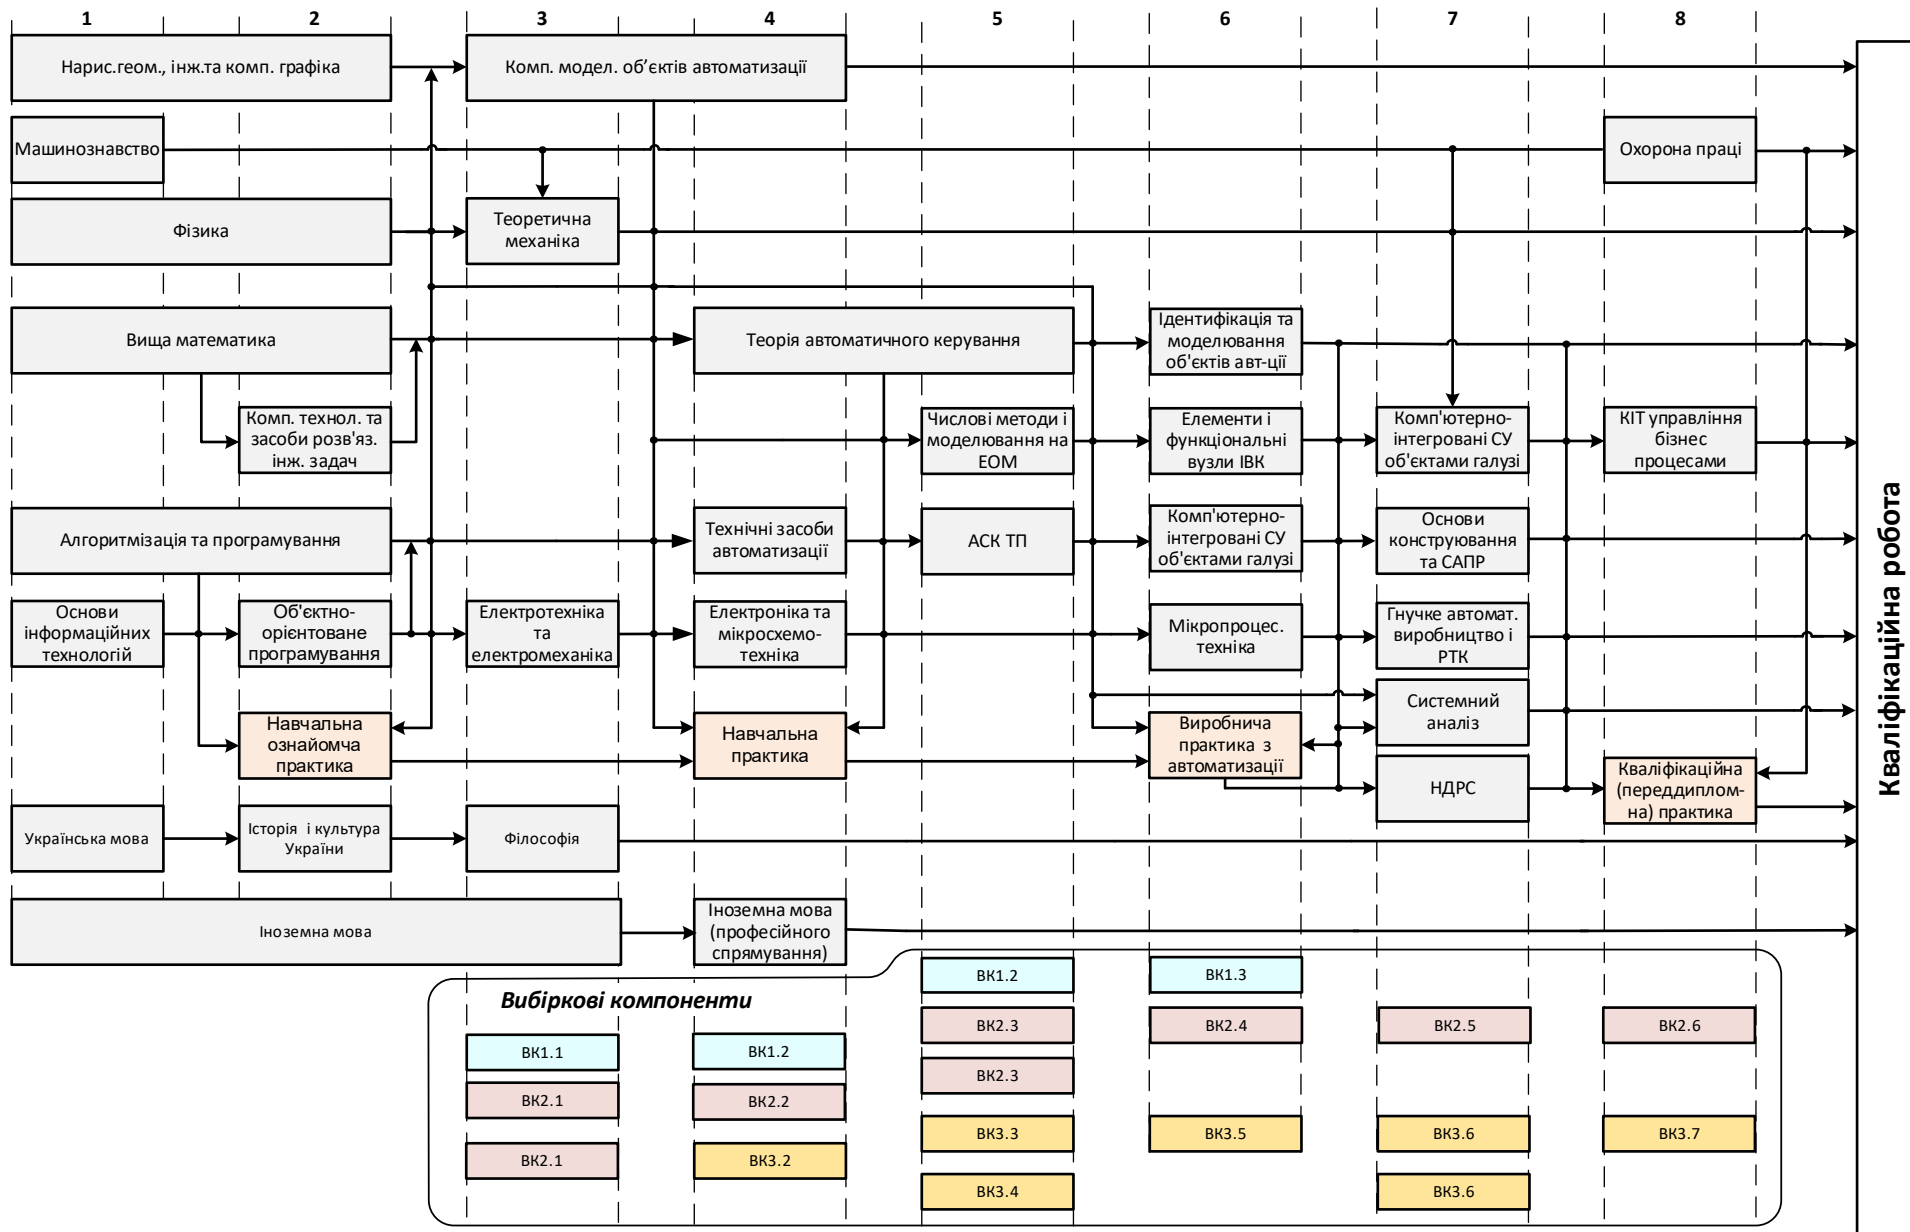 1 2 3 4 5 6 7 8
Нарис.геом., інж.та комп. графіка
Комп. модел. об’єктів автоматизації
Машинознавство
Охорона праці
Фізика
Теоретична
механіка
Вища математика
Теорія автоматичного керування
Ідентифікація та
моделювання
об'єктів авт-ції
Комп. технол. та
засоби розв'яз.
інж. задач
Числові методи і
моделювання на
ЕОМ
Елементи і
функціональні
вузли ІВК
Комп'ютерно-
інтегровані СУ
об'єктами галузі
КІТ управління
бізнес
процесами
Алгоритмізація та програмування
Технічні засоби
автоматизації
АСК ТП
Комп'ютерно-
інтегровані СУ
об'єктами галузі
Основи
конструювання
та САПР
Основи
інформаційних
технологій
Об'єктно-
орієнтоване
програмування
Електротехніка
та
електромеханіка
Електроніка та
мікросхемо-
техніка
Мікропроцес.
техніка
Гнучке автомат.
виробництво і
РТК
Системний
аналіз
Навчальна
ознайомча
практика
Навчальна
практика
Виробнича
практика з
автоматизації
НДРС
Кваліфікаційна
(переддиплом-
на) практика
Українська мова
Історія і культура
України
Філософія
Іноземна мова
Іноземна мова
(професійного
спрямування)
Кваліфікаційна робота
Вибіркові компоненти
ВК1.2
ВК1.3
ВК2.3
ВК2.4
ВК2.5
ВК2.6
ВК1.1
ВК1.2
ВК2.3
ВК2.1
ВК2.2
ВК3.3
ВК3.5
ВК3.6
ВК3.7
ВК2.1
ВК3.2
ВК3.4
ВК3.6